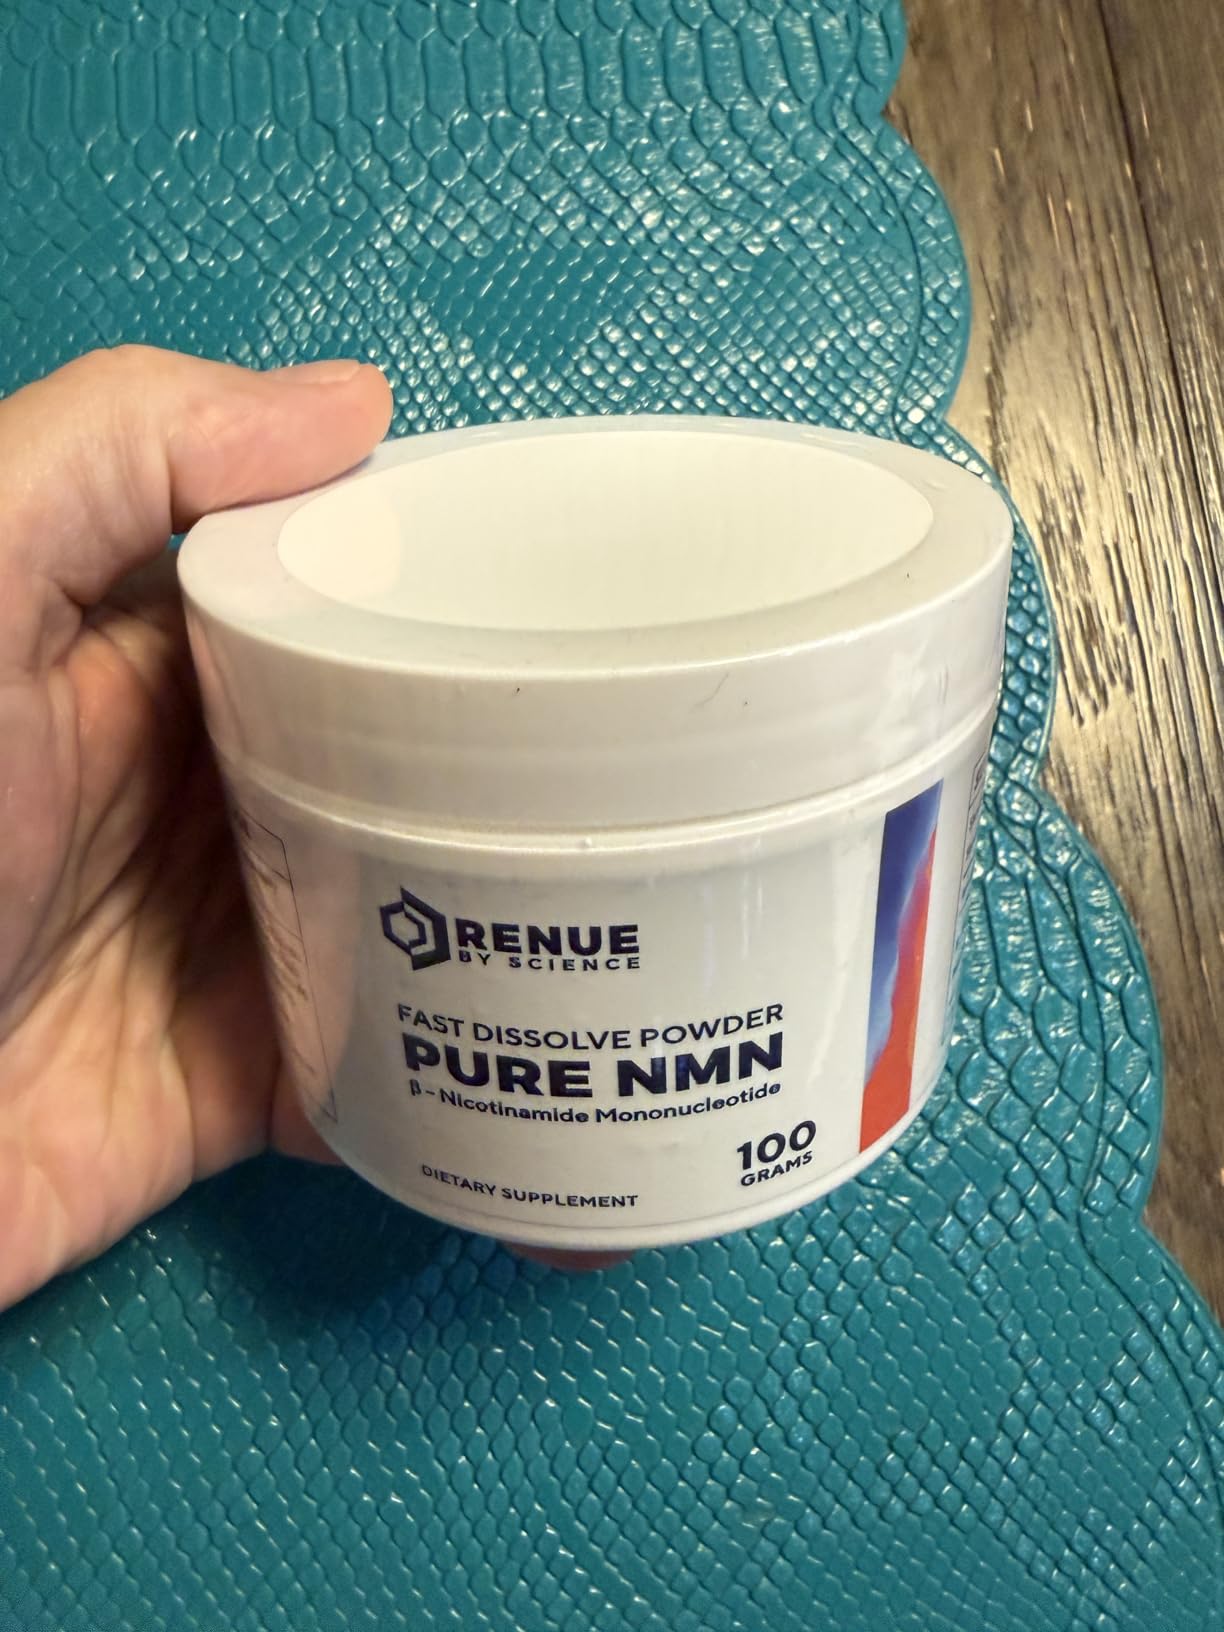 RENUE
BY SCIENCE
FAST DISSOLVE POWDER
PURE NMN
β-Nicotinamide Mononucleotide
100
GRAMS
DIETARY SUPPLEMENT